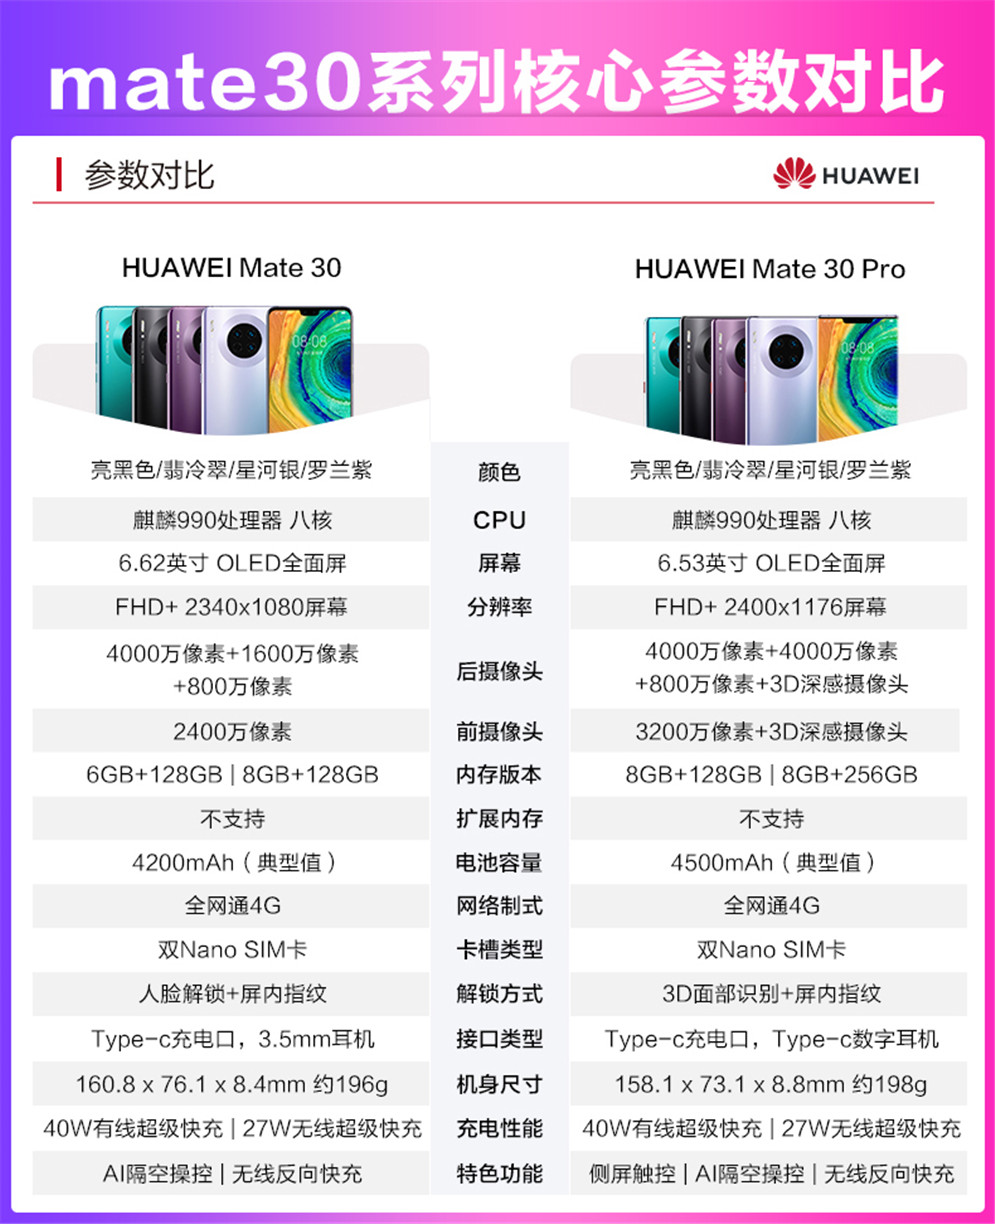 mate30系列核心参数对比
参数对比
HUAWEI
HUAWEI Mate 30
HUAWEI Mate 30 Pro
08:08
08:08
亮黑色/翡冷翠/星河银/罗兰紫 颜色 亮黑色/翡冷翠/星河银/罗兰紫
麒麟990处理器 八核 CPU 麒麟990处理器 八核
6.62英寸 OLED全面屏 屏幕 6.53英寸 OLED全面屏
FHD+ 2340x1080屏幕 分辨率 FHD+ 2400x1176屏幕
4000万像素+1600万像素
+800万像素
后摄像头
4000万像素+4000万像素
+800万像素+3D深感摄像头
2400万像素 前摄像头 3200万像素+3D深感摄像头
6GB+128GB | 8GB+128GB 内存版本 8GB+128GB | 8GB+256GB
不支持 扩展内存 不支持
4200mAh（典型值） 电池容量 4500mAh（典型值）
全网通4G 网络制式 全网通4G
双Nano SIM卡 卡槽类型 双Nano SIM卡
人脸解锁+屏内指纹 解锁方式 3D面部识别+屏内指纹
Type-c充电口，3.5mm耳机 接口类型 Type-c充电口，Type-c数字耳机
160.8 x 76.1 x 8.4mm 约196g 机身尺寸 158.1 x 73.1 x 8.8mm 约198g
40W有线超级快充 | 27W无线超级快充 充电性能 40W有线超级快充 | 27W无线超级快充
AI隔空操控 | 无线反向快充 特色功能 侧屏触控 | AI隔空操控 | 无线反向快充